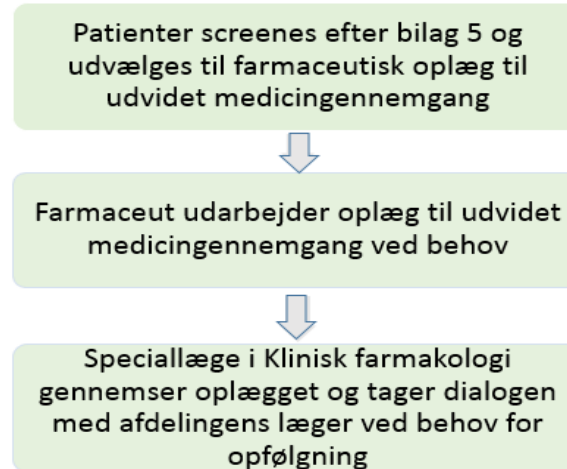 Patienter screenes efter bilag 5 og
udvælges til farmaceutisk oplæg til
udvidet medicingennemgang
Farmaceut udarbejder oplæg til udvidet
medicingennemgang ved behov
Speciallæge i Klinisk farmakologi
gennemser oplægget og tager dialogen
med afdelingens læger ved behov for
opfølgning